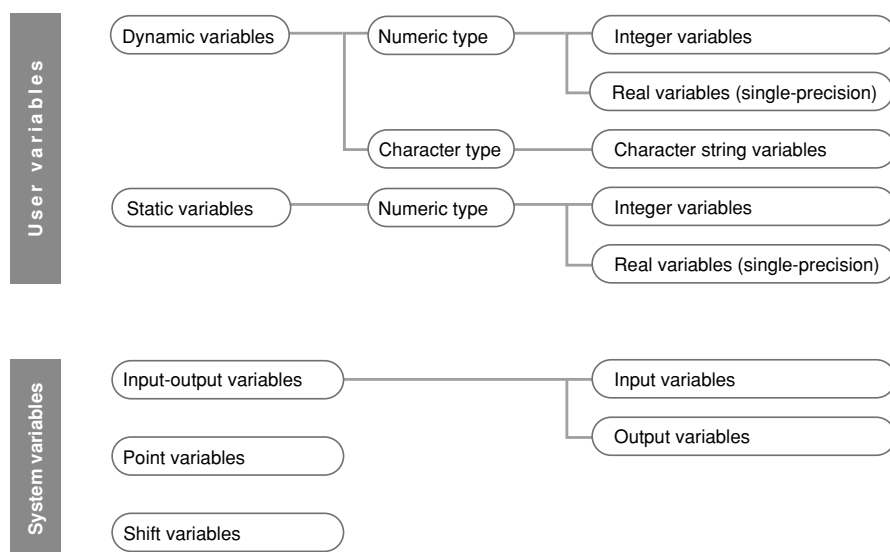 User variables
Dynamic variables
Numeric type
Integer variables
Real variables (single-precision)
Character type
Character string variables
Static variables
Numeric type
Integer variables
Real variables (single-precision)
System variables
Input-output variables
Input variables
Output variables
Point variables
Shift variables